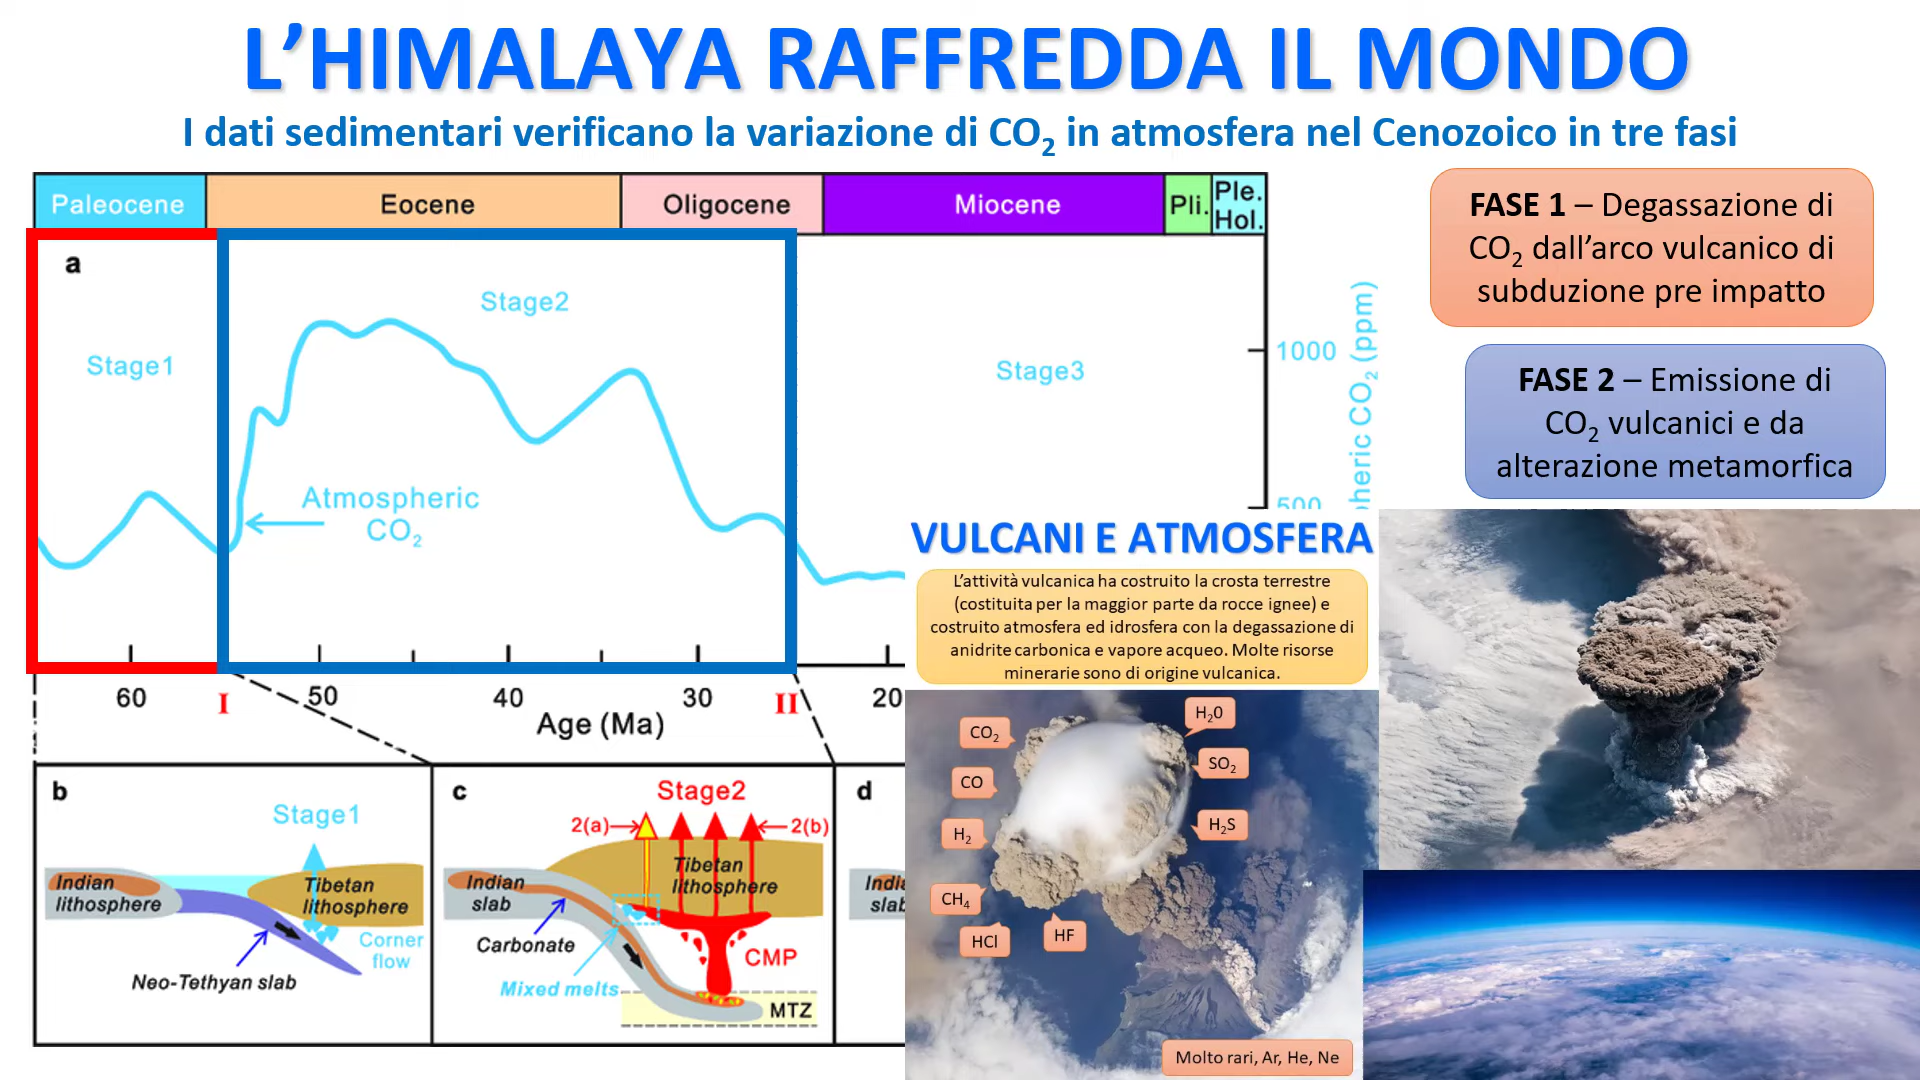 L'HIMALAYA RAFFREDDA IL MONDO
I dati sedimentari verificano la variazione di CO₂ in atmosfera nel Cenozoico in tre fasi
Paleocene
Eocene
Oligocene
Miocene
Pli.
Ple.
Hol.
a
Stage1
Stage2
Stage3
Atmospheric
CO₂
1000
500
pheric CO₂ (ppm)
60
I
50
40
30
II
20
Age (Ma)
FASE 1 – Degassazione di
CO₂ dall'arco vulcanico di
subduzione pre impatto
FASE 2 – Emissione di
CO₂ vulcanici e da
alterazione metamorfica
b
Stage1
Indian
lithosphere
Tibetan
lithosphere
Corner
flow
Neo-Tethyan slab
c
Stage2
2(a)
2(b)
Tibetan
lithosphere
Indian
slab
Carbonate
CMP
Mixed melts
MTZ
d
VULCANI E ATMOSFERA
L'attività vulcanica ha costruito la crosta terrestre
(costituita per la maggior parte da rocce ignee) e
costruito atmosfera ed idrosfera con la degassazione di
anidrite carbonica e vapore acqueo. Molte risorse
minerarie sono di origine vulcanica.
CO₂
H₂0
CO
SO₂
H₂
H₂S
CH₄
HCl
HF
Molto rari, Ar, He, Ne